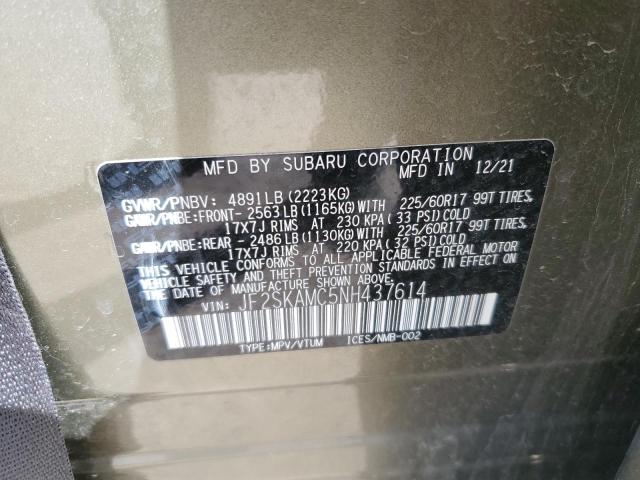 MFD BY SUBARU CORPORATION
MFD IN 12/21
GVWR/PNBV: 4891LB (2223KG)
GAWR/PNBE:FRONT- 2563LB (1165KG)WITH 225/60R17 99T TIRES,
17X7J RIMS AT 230 KPA (33 PSI)COLD
GAWR/PNBE:REAR - 2486LB (1130KG)WITH 225/60R17 99T TIRES,
17X7J RIMS AT 220 KPA (32 PSI)COLD
THIS VEHICLE CONFORMS TO ALL APPLICABLE FEDERAL MOTOR
VEHICLE SAFETY AND THEFT PREVENTION STANDARDS IN EFFECT ON
THE DATE OF MANUFACTURE SHOWN ABOVE.
VIN: JF2SKAMC5NH437614
TYPE:MPV/VTUM ICES/NMB-002